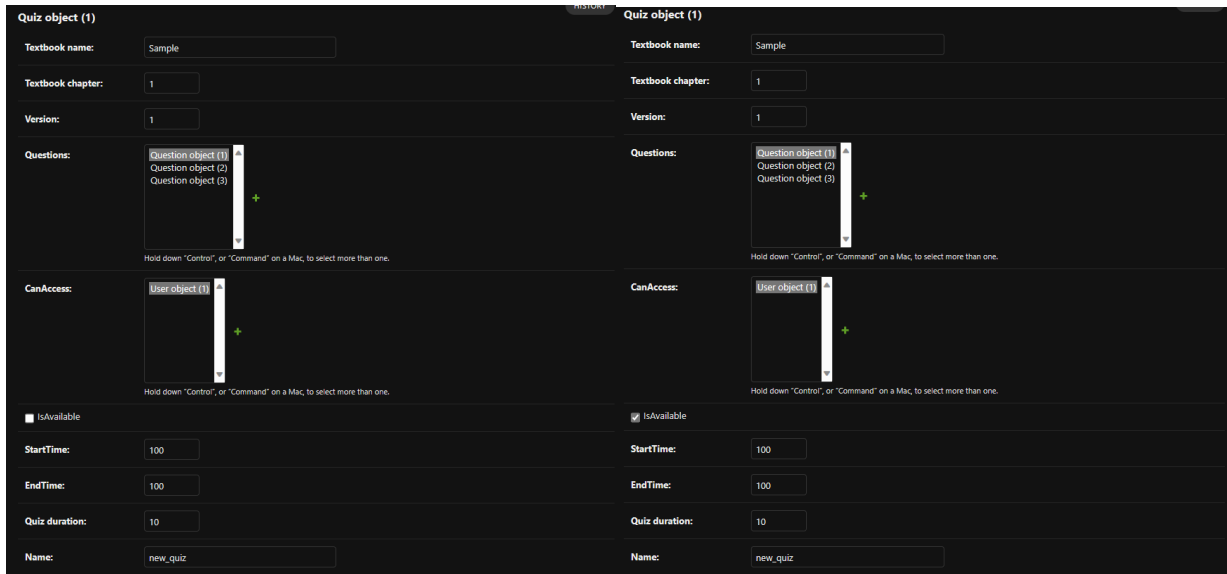 HISTORY
Quiz object (1)
Textbook name: Sample
Textbook chapter: 1
Version: 1
Questions: Question object (1)
Question object (2)
Question object (3)
Hold down "Control", or "Command" on a Mac, to select more than one.
CanAccess: User object (1)
Hold down "Control", or "Command" on a Mac, to select more than one.
IsAvailable
StartTime: 100
EndTime: 100
Quiz duration: 10
Name: new_quiz
Quiz object (1)
Textbook name: Sample
Textbook chapter: 1
Version: 1
Questions: Question object (1)
Question object (2)
Question object (3)
Hold down "Control", or "Command" on a Mac, to select more than one.
CanAccess: User object (1)
Hold down "Control", or "Command" on a Mac, to select more than one.
IsAvailable
StartTime: 100
EndTime: 100
Quiz duration: 10
Name: new_quiz